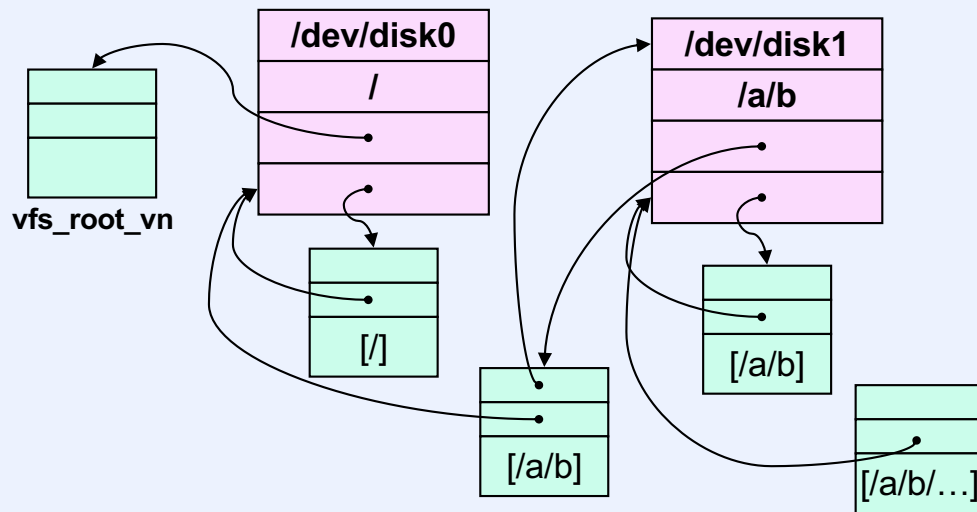 /dev/disk0
/
/dev/disk1
/a/b
vfs_root_vn
[/]
[/a/b]
[/a/b]
[/a/b/…]